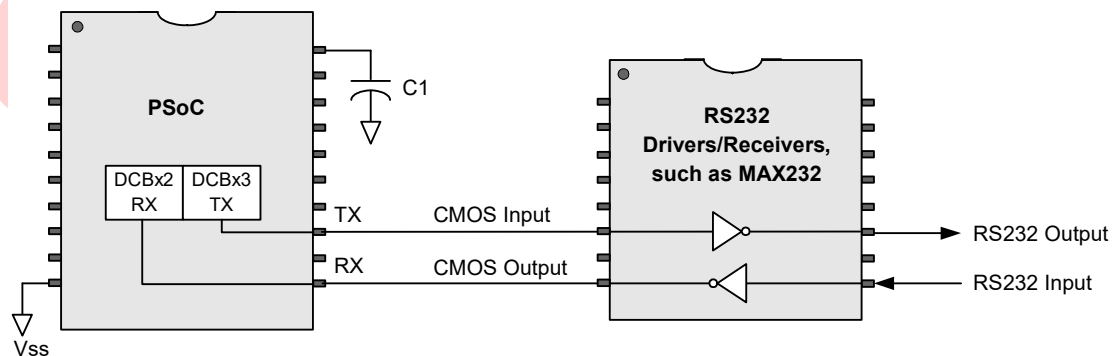 C1
PSoC
RS232
Drivers/Receivers,
such as MAX232
DCBx2
RX
DCBx3
TX
TX
CMOS Input
RS232 Output
RX
CMOS Output
RS232 Input
Vss